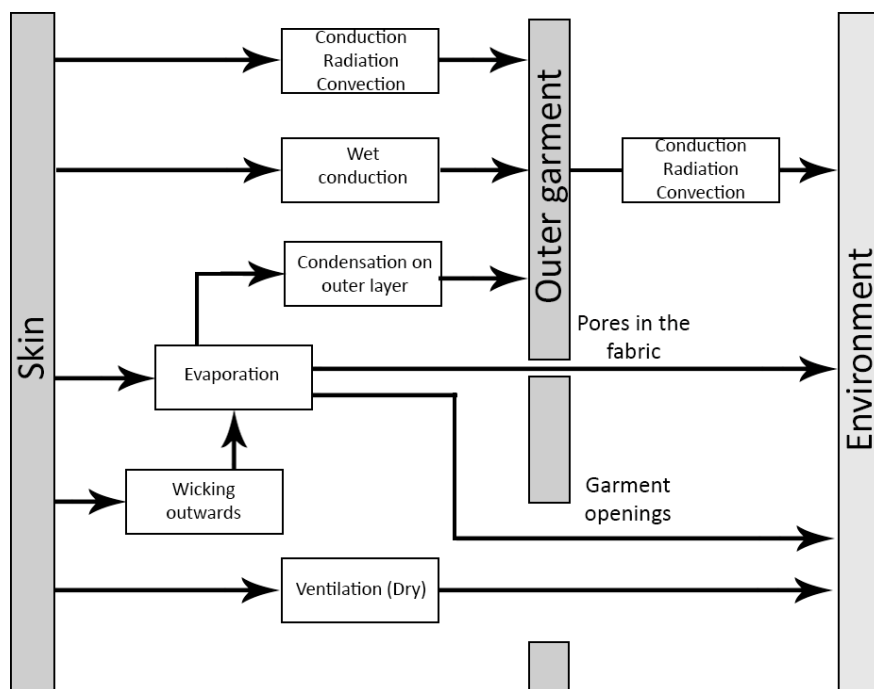 Skin
Conduction
Radiation
Convection
Wet
conduction
Condensation on
outer layer
Evaporation
Wicking
outwards
Ventilation (Dry)
Outer garment
Conduction
Radiation
Convection
Pores in the
fabric
Garment
openings
Environment